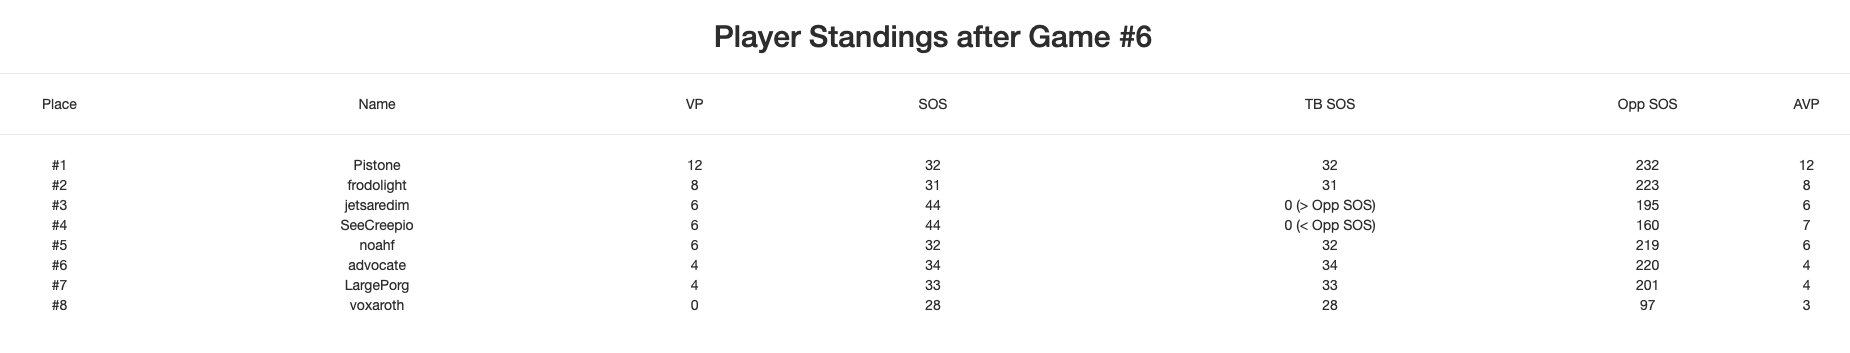 Player Standings after Game #6
Place Name VP SOS TB SOS Opp SOS AVP
#1 Pistone 12 32 32 232 12
#2 frodolight 8 31 31 223 8
#3 jetsaredim 6 44 0 (> Opp SOS) 195 6
#4 SeeCreepio 6 44 0 (< Opp SOS) 160 7
#5 noahf 6 32 32 219 6
#6 advocate 4 34 34 220 4
#7 LargePorg 4 33 33 201 4
#8 voxaroth 0 28 28 97 3